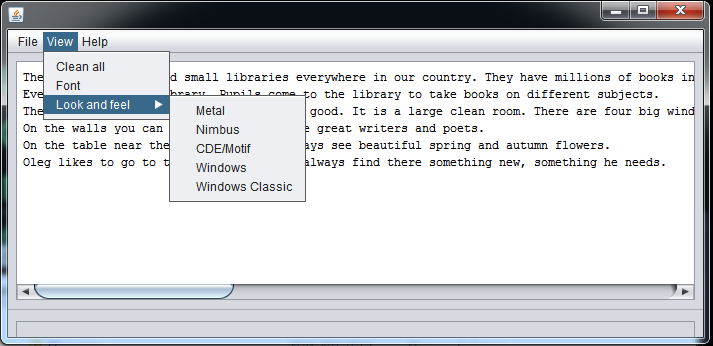 File View Help
Clean all
Font
Look and feel
Metal
Nimbus
CDE/Motif
Windows
Windows Classic
The d small libraries everywhere in our country. They have millions of books in
Eve brary. Pupils come to the library to take books on different subjects.
The good. It is a large clean room. There are four big wind
On the walls you can e great writers and poets.
On the table near the ays see beautiful spring and autumn flowers.
Oleg likes to go to t always find there something new, something he needs.